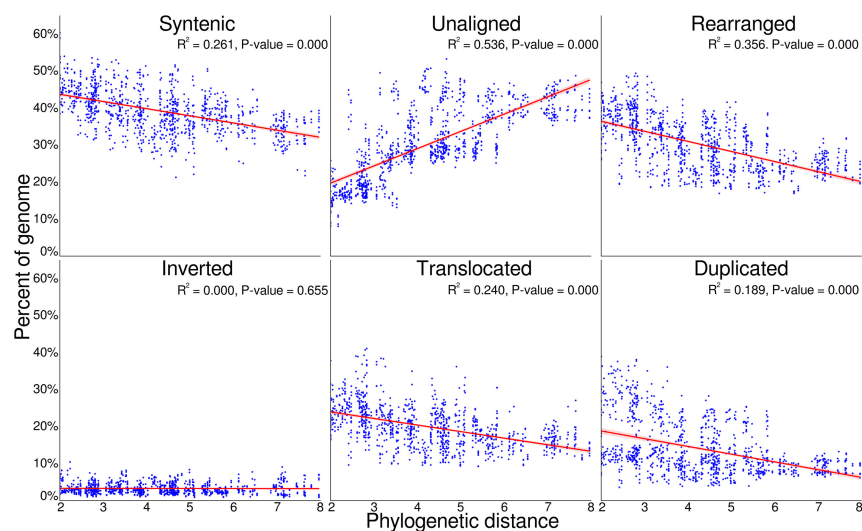 Syntenic
R² = 0.261, P-value = 0.000
Unaligned
R² = 0.536, P-value = 0.000
Rearranged
R² = 0.356. P-value = 0.000
60%
50%
40%
30%
20%
10%
0%
Percent of genome
Inverted
R² = 0.000, P-value = 0.655
Translocated
R² = 0.240, P-value = 0.000
Duplicated
R² = 0.189, P-value = 0.000
60%
50%
40%
30%
20%
10%
0%
2 3 4 5 6 7 8
2 3 4 5 6 7 8
2 3 4 5 6 7 8
Phylogenetic distance